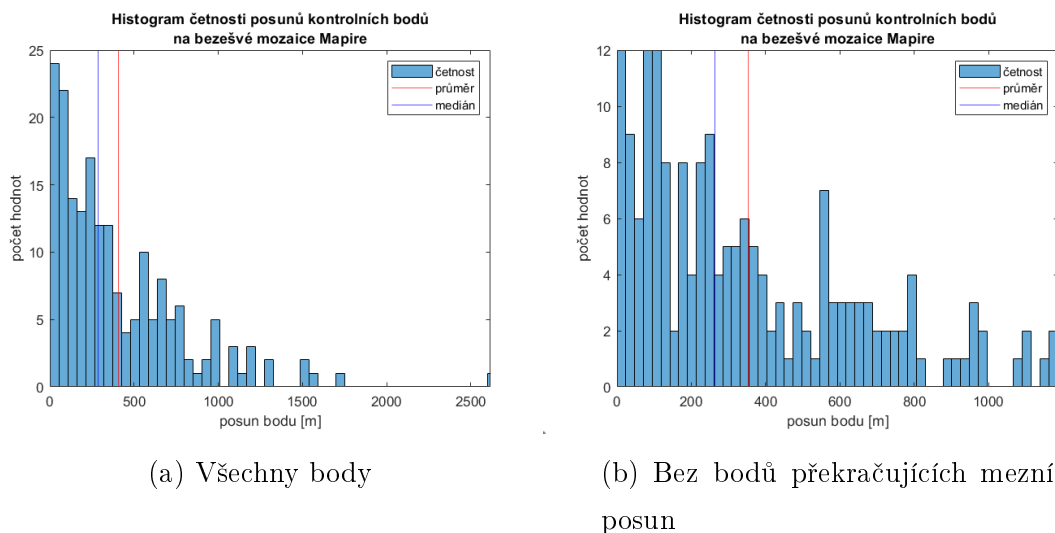 Histogram četnosti posunů kontrolních bodů
na bezešvé mozaice Mapire
25
20
15
10
5
0
počet hodnot
četnost
průměr
medián
0 500 1000 1500 2000 2500
posun bodu [m]
(a) Všechny body
Histogram četnosti posunů kontrolních bodů
na bezešvé mozaice Mapire
12
10
8
6
4
2
0
počet hodnot
četnost
průměr
medián
0 200 400 600 800 1000
posun bodu [m]
(b) Bez bodů překračujících mezní
posun